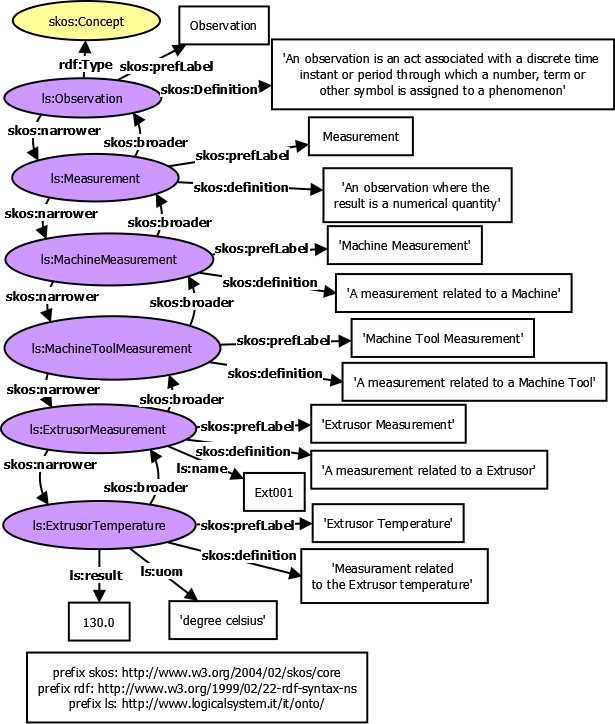 skos:Concept
Observation
rdf:Type
skos:prefLabel
'An observation is an act associated with a discrete time
instant or period through which a number, term or
other symbol is assigned to a phenomenon'
skos:Definition
ls:Observation
skos:narrower
skos:broader
Measurement
skos:prefLabel
ls:Measurement
skos:definition
'An observation where the
result is a numerical quantity'
skos:narrower
skos:broader
skos:prefLabel
'Machine Measurement'
ls:MachineMeasurement
skos:definition
'A measurement related to a Machine'
skos:narrower
skos:broader
skos:prefLabel
'Machine Tool Measurement'
ls:MachineToolMeasurement
skos:definition
'A measurement related to a Machine Tool'
skos:narrower
skos:broader
skos:prefLabel
'Extrusor Measurement'
ls:ExtrusorMeasurement
skos:definition
'A measurement related to a Extrusor'
ls:name
Ext001
skos:narrower
skos:broader
skos:prefLabel
'Extrusor Temperature'
ls:ExtrusorTemperature
skos:definition
'Measurament related
to the Extrusor temperature'
ls:result
ls:uom
130.0
'degree celsius'
prefix skos: http://www.w3.org/2004/02/skos/core
prefix rdf: http://www.w3.org/1999/02/22-rdf-syntax-ns
prefix ls: http://www.logicalsystem.it/it/onto/